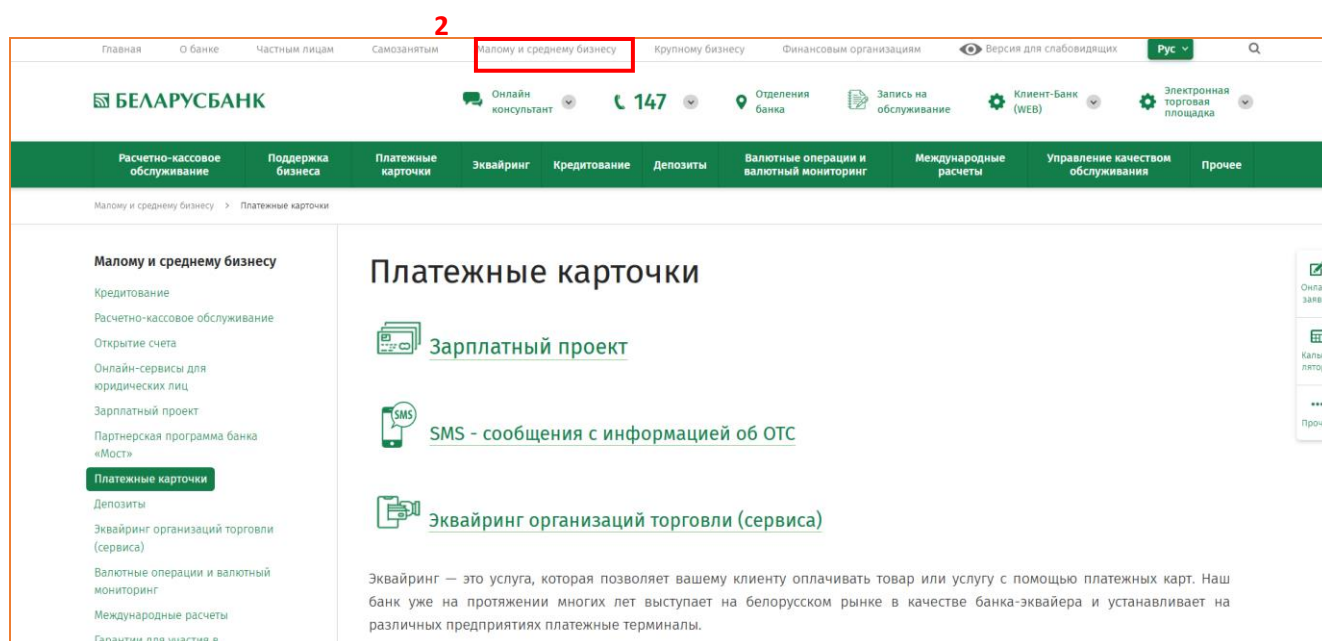 2
Главная О банке Частным лицам Самозанятым Малому и среднему бизнесу Крупному бизнесу Финансовым организациям Версия для слабовидящих Рус
БЕЛАРУСБАНК
Онлайн
консультант
147
Отделения
банка
Запись на
обслуживание
Клиент-Банк
(WEB)
Электронная
торговая
площадка
Расчетно-кассовое
обслуживание
Поддержка
бизнеса
Платежные
карточки
Эквайринг
Кредитование
Депозиты
Валютные операции и
валютный мониторинг
Международные
расчеты
Управление качеством
обслуживания
Прочее
Малому и среднему бизнесу > Платежные карточки
Малому и среднему бизнесу
Кредитование
Расчетно-кассовое обслуживание
Открытие счета
Онлайн-сервисы для
юридических лиц
Зарплатный проект
Партнерская программа банка
«Мост»
Платежные карточки
Депозиты
Эквайринг организаций торговли
(сервиса)
Валютные операции и валютный
мониторинг
Международные расчеты
Гарантии для участия в
Платежные карточки
Зарплатный проект
SMS
SMS - сообщения с информацией об ОТС
Эквайринг организаций торговли (сервиса)
Эквайринг — это услуга, которая позволяет вашему клиенту оплачивать товар или услугу с помощью платежных карт. Наш
банк уже на протяжении многих лет выступает на белорусском рынке в качестве банка-эквайера и устанавливает на
различных предприятиях платежные терминалы.